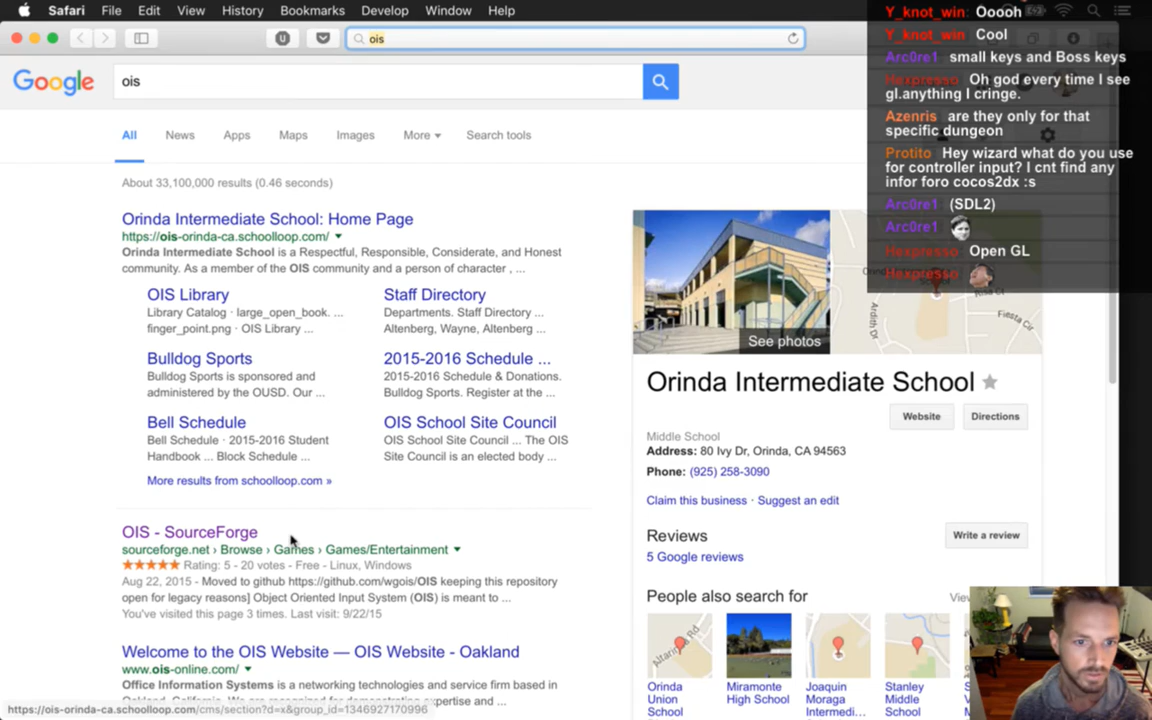 Safari File Edit View History Bookmarks Develop Window Help
ois
Google
ois
All News Apps Maps Images More Search tools
About 33,100,000 results (0.46 seconds)
Orinda Intermediate School: Home Page
https://ois-orinda-ca.schoolloop.com/
Orinda Intermediate School is a Respectful, Responsible, Considerate, and Honest
community. As a member of the OIS community and a person of character , ...
OIS Library
Library Catalog · large_open_book. ...
finger_point.png · OIS Library ...
Staff Directory
Departments. Staff Directory ...
Altenberg, Wayne, Altenberg ...
Bulldog Sports
Bulldog Sports is sponsored and
administered by the OUSD. Our ...
2015-2016 Schedule ...
2015-2016 Schedule & Donations.
Bulldog Sports. Register at the ...
Bell Schedule
Bell Schedule · 2015-2016 Student
Handbook ... Block Schedule ...
OIS School Site Council
OIS School Site Council ... The OIS
Site Council is an elected body ...
More results from schoolloop.com »
OIS - SourceForge
sourceforge.net › Browse › Games › Games/Entertainment
Rating: 5 - 20 votes - Free - Linux, Windows
Aug 22, 2015 - Moved to github https://github.com/wgois/OIS keeping this repository
open for legacy reasons] Object Oriented Input System (OIS) is meant to ...
You've visited this page 3 times. Last visit: 9/22/15
Welcome to the OIS Website — OIS Website - Oakland
www.ois-online.com/
Office Information Systems is a networking technologies and service firm based in
https://ois-orinda-ca.schoolloop.com/cms/section?d=x&group_id=1346927170996
Y_knot_win Ooooh
Y_knot_win Cool
Arc0re1 small keys and Boss keys
Hexpresso Oh god every time I see
gl.anything I cringe.
Azenris are they only for that
specific dungeon
Protito Hey wizard what do you use
for controller input? I cnt find any
infor foro cocos2dx :s
Arc0re1 (SDL2)
Arc0re1
Hexpresso Open GL
Hexpresso
Ardith Dr
Fiesta Cir
See photos
Orinda Intermediate School
Website Directions
Middle School
Address: 80 Ivy Dr, Orinda, CA 94563
Phone: (925) 258-3090
Claim this business · Suggest an edit
Reviews
Write a review
5 Google reviews
People also search for
Orinda
Union
School
Miramonte
High School
Joaquin
Moraga
Intermedi...
Stanley
Middle
School